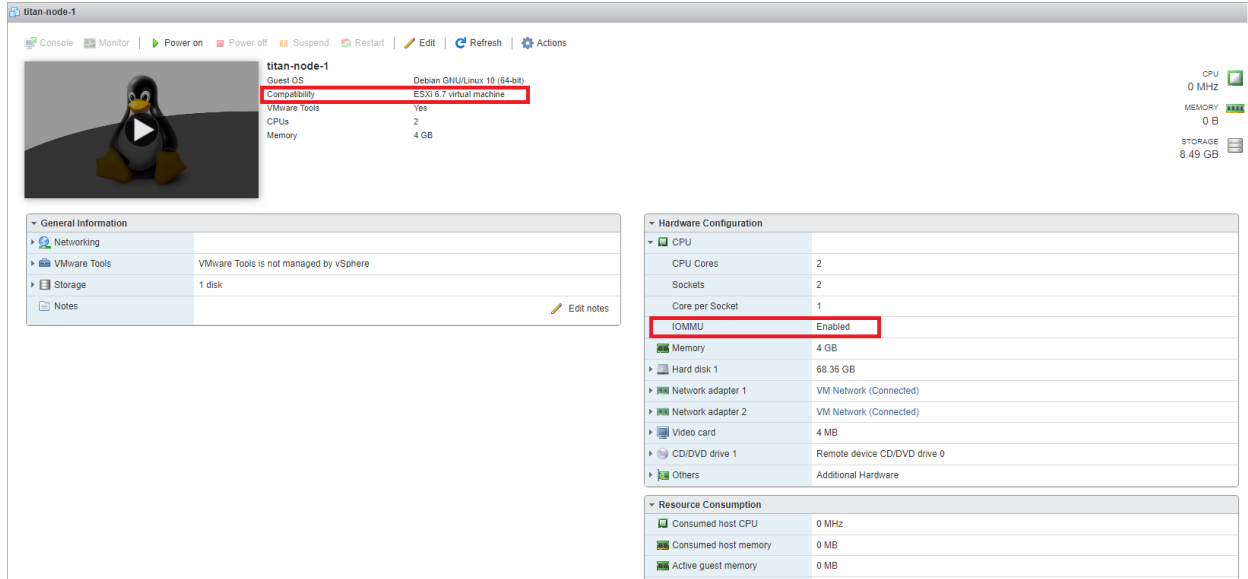 titan-node-1
Console Monitor Power on Power off Suspend Restart Edit Refresh Actions
titan-node-1
Guest OS Debian GNU/Linux 10 (64-bit)
Compatibility ESXi 6.7 virtual machine
VMware Tools Yes
CPUs 2
Memory 4 GB
CPU
0 MHz
MEMORY
0 B
STORAGE
8.49 GB
General Information
Networking
VMware Tools VMware Tools is not managed by vSphere
Storage 1 disk
Notes Edit notes
Hardware Configuration
CPU
CPU Cores 2
Sockets 2
Core per Socket 1
IOMMU Enabled
Memory 4 GB
Hard disk 1 68.36 GB
Network adapter 1 VM Network (Connected)
Network adapter 2 VM Network (Connected)
Video card 4 MB
CD/DVD drive 1 Remote device CD/DVD drive 0
Others Additional Hardware
Resource Consumption
Consumed host CPU 0 MHz
Consumed host memory 0 MB
Active guest memory 0 MB